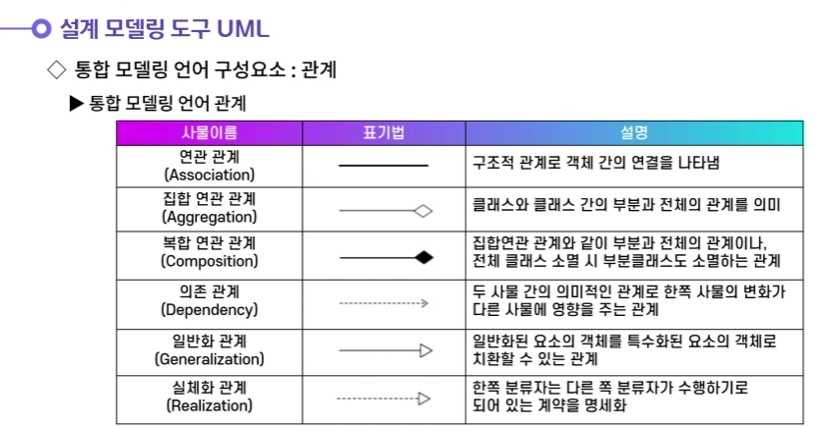 설계 모델링 도구 UML
◇ 통합 모델링 언어 구성요소 : 관계
▶ 통합 모델링 언어 관계
사물이름 표기법 설명
연관 관계
(Association)
구조적 관계로 객체 간의 연결을 나타냄
집합 연관 관계
(Aggregation)
클래스와 클래스 간의 부분과 전체의 관계를 의미
복합 연관 관계
(Composition)
집합연관 관계와 같이 부분과 전체의 관계이나,
전체 클래스 소멸 시 부분클래스도 소멸하는 관계
의존 관계
(Dependency)
두 사물 간의 의미적인 관계로 한쪽 사물의 변화가
다른 사물에 영향을 주는 관계
일반화 관계
(Generalization)
일반화된 요소의 객체를 특수화된 요소의 객체로
치환할 수 있는 관계
실체화 관계
(Realization)
한쪽 분류자는 다른 쪽 분류자가 수행하기로
되어 있는 계약을 명세화